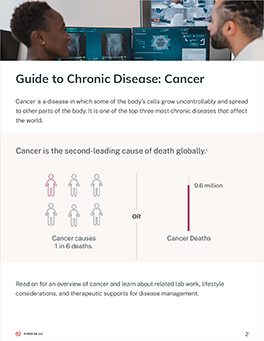 Guide to Chronic Disease: Cancer
Cancer is a disease in which some of the body's cells grow uncontrollably and spread
to other parts of the body. It is one of the top three most chronic diseases that affect
the world.
Cancer is the second-leading cause of death globally.¹
9.6 million
OR
Cancer causes
1 in 6 deaths.
Cancer Deaths
Read on for an overview of cancer and learn about related lab work, lifestyle
considerations, and therapeutic supports for disease management.
2